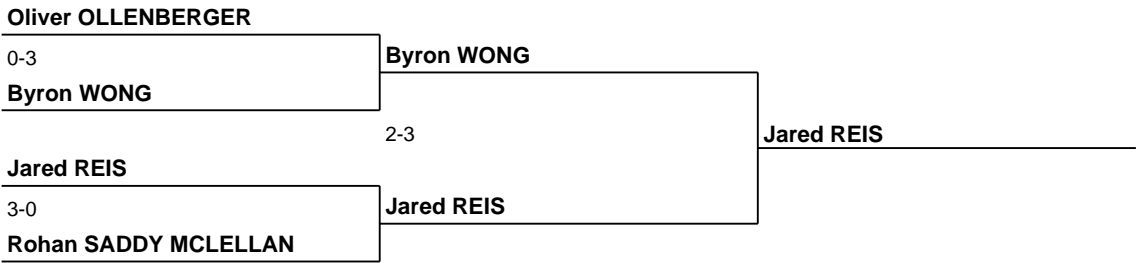 Oliver OLLENBERGER
0-3
Byron WONG
Byron WONG
2-3
Jared REIS
Jared REIS
3-0
Jared REIS
Rohan SADDY MCLELLAN